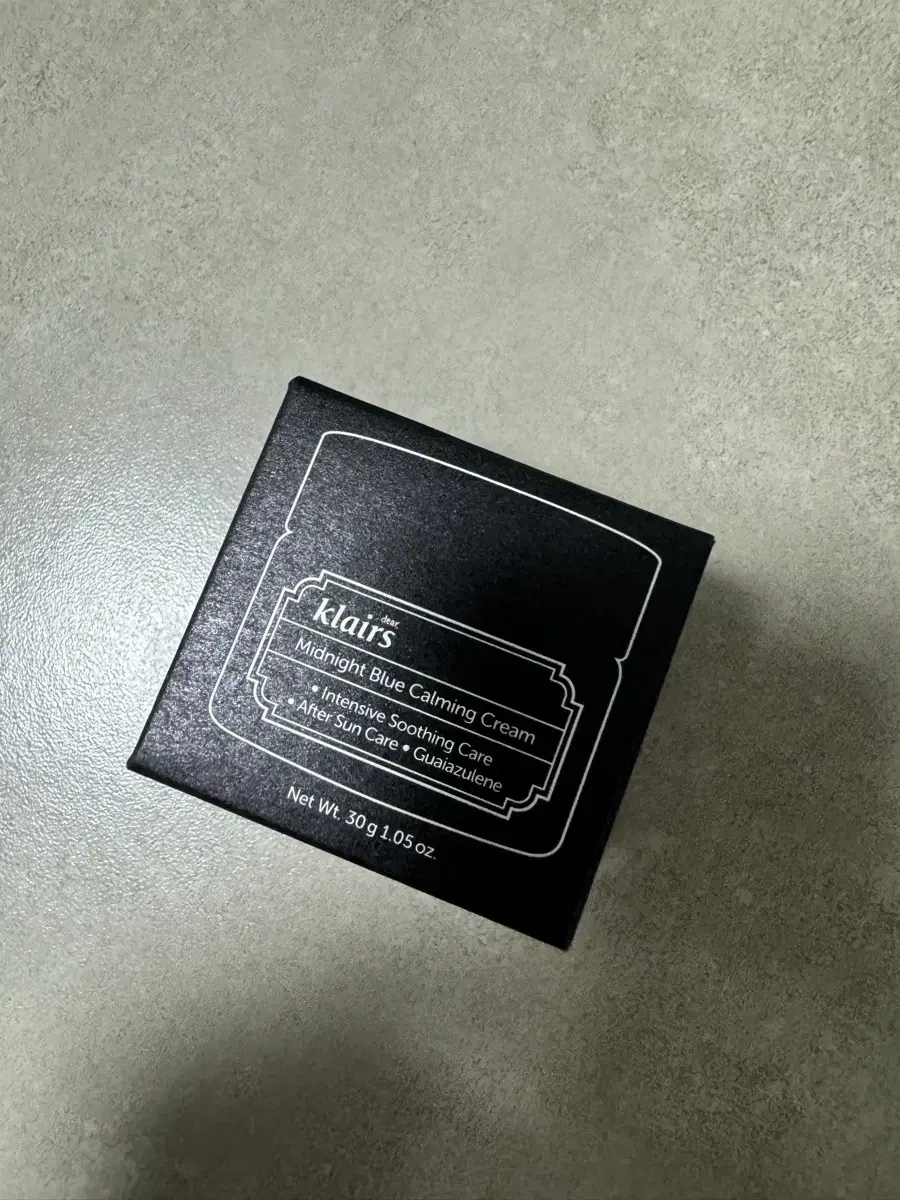 dear,
klairs
Midnight Blue Calming Cream
• Intensive Soothing Care
• After Sun Care • Guaiazulene
Net Wt. 30 g 1.05 oz.